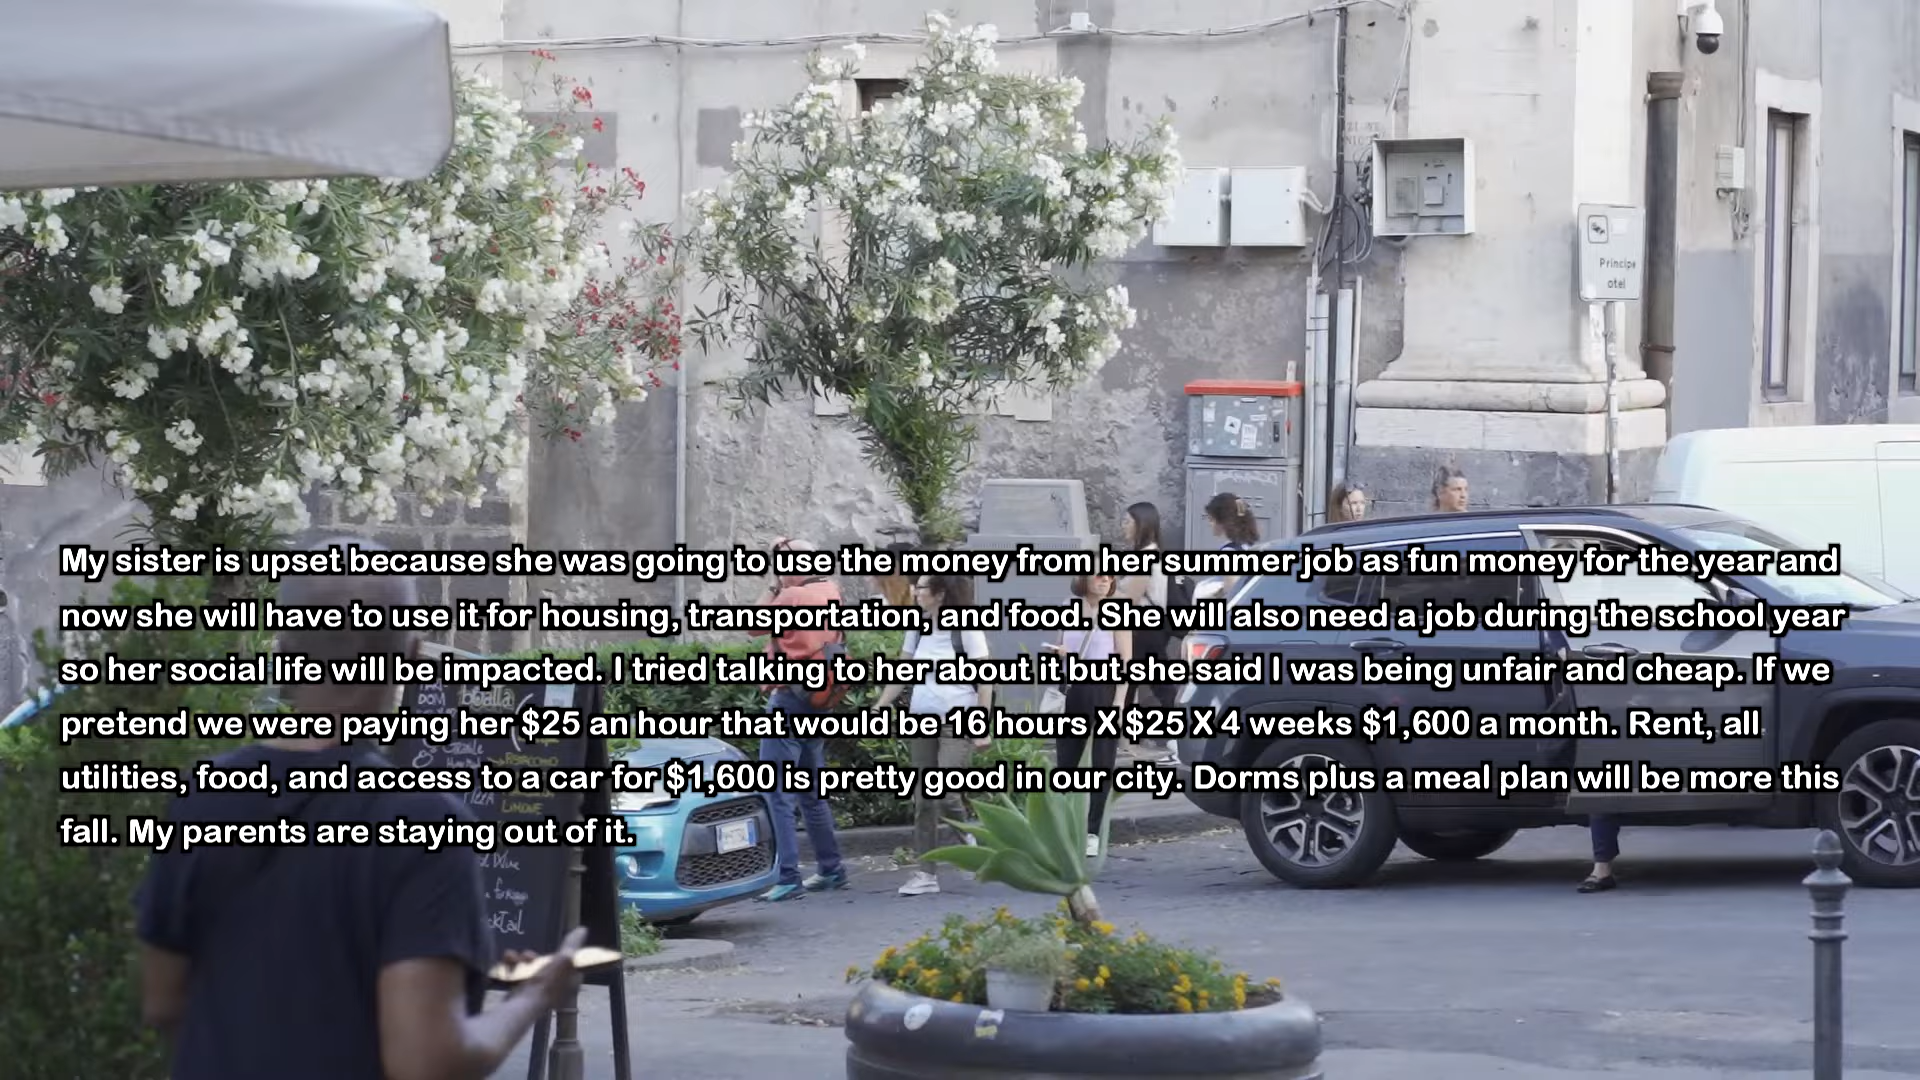 Principe
otel
My sister is upset because she was going to use the money from her summer job as fun money for the year and
now she will have to use it for housing, transportation, and food. She will also need a job during the school year
so her social life will be impacted. I tried talking to her about it but she said I was being unfair and cheap. If we
pretend we were paying her $25 an hour that would be 16 hours X $25 X 4 weeks $1,600 a month. Rent, all
utilities, food, and access to a car for $1,600 is pretty good in our city. Dorms plus a meal plan will be more this
fall. My parents are staying out of it.
LIMONE